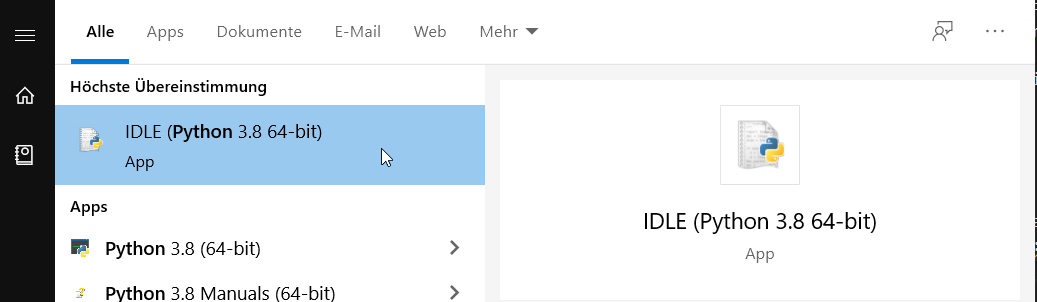 Alle Apps Dokumente E-Mail Web Mehr
Höchste Übereinstimmung
IDLE (Python 3.8 64-bit)
App
Apps
Python 3.8 (64-bit)
Python 3.8 Manuals (64-bit)
IDLE (Python 3.8 64-bit)
App